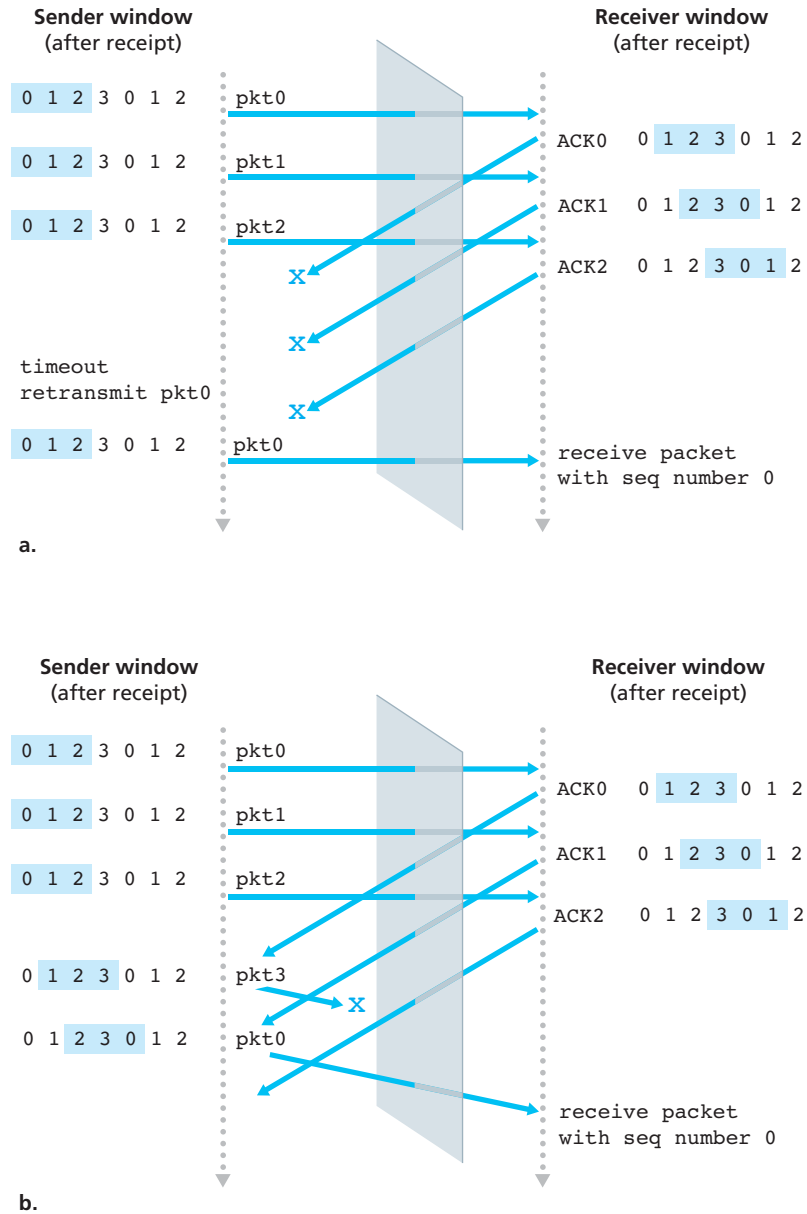 Sender window
(after receipt)
Receiver window
(after receipt)
0 1 2 3 0 1 2
pkt0
ACK0 0 1 2 3 0 1 2
0 1 2 3 0 1 2
pkt1
ACK1 0 1 2 3 0 1 2
0 1 2 3 0 1 2
pkt2
ACK2 0 1 2 3 0 1 2
x
x
timeout
retransmit pkt0
x
0 1 2 3 0 1 2
pkt0
receive packet
with seq number 0
a.
Sender window
(after receipt)
Receiver window
(after receipt)
0 1 2 3 0 1 2
pkt0
ACK0 0 1 2 3 0 1 2
0 1 2 3 0 1 2
pkt1
ACK1 0 1 2 3 0 1 2
0 1 2 3 0 1 2
pkt2
ACK2 0 1 2 3 0 1 2
0 1 2 3 0 1 2
pkt3
x
0 1 2 3 0 1 2
pkt0
receive packet
with seq number 0
b.